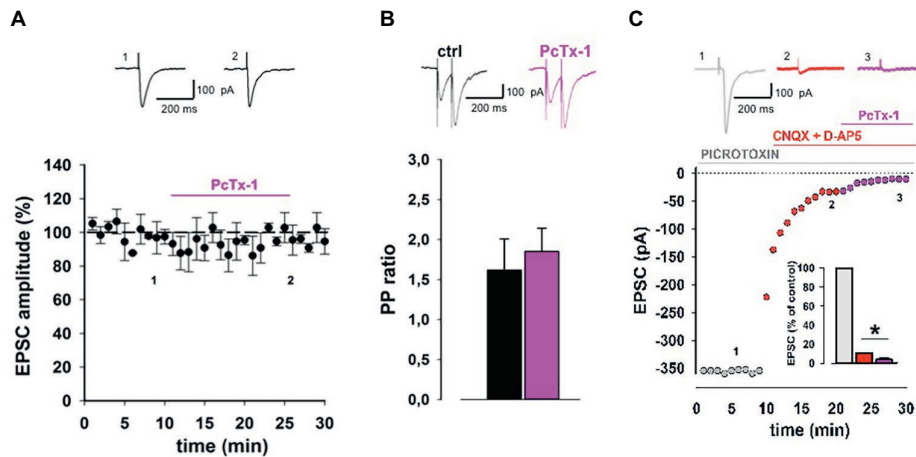 A
1
2
100 pA
200 ms
PcTx-1
EPSC amplitude (%)
140
120
100
80
60
40
20
0
1
2
0 5 10 15 20 25 30
time (min)
B
ctrl
PcTx-1
100 pA
200 ms
PP ratio
3,0
2,5
2,0
1,5
1,0
0,5
0,0
C
1
2
3
100 pA
200 ms
PcTx-1
CNQX + D-AP5
PICROTOXIN
EPSC (pA)
0
-50
-100
-150
-200
-250
-300
-350
1
2
3
EPSC (% of control)
100
80
60
40
20
0
*
0 5 10 15 20 25 30
time (min)